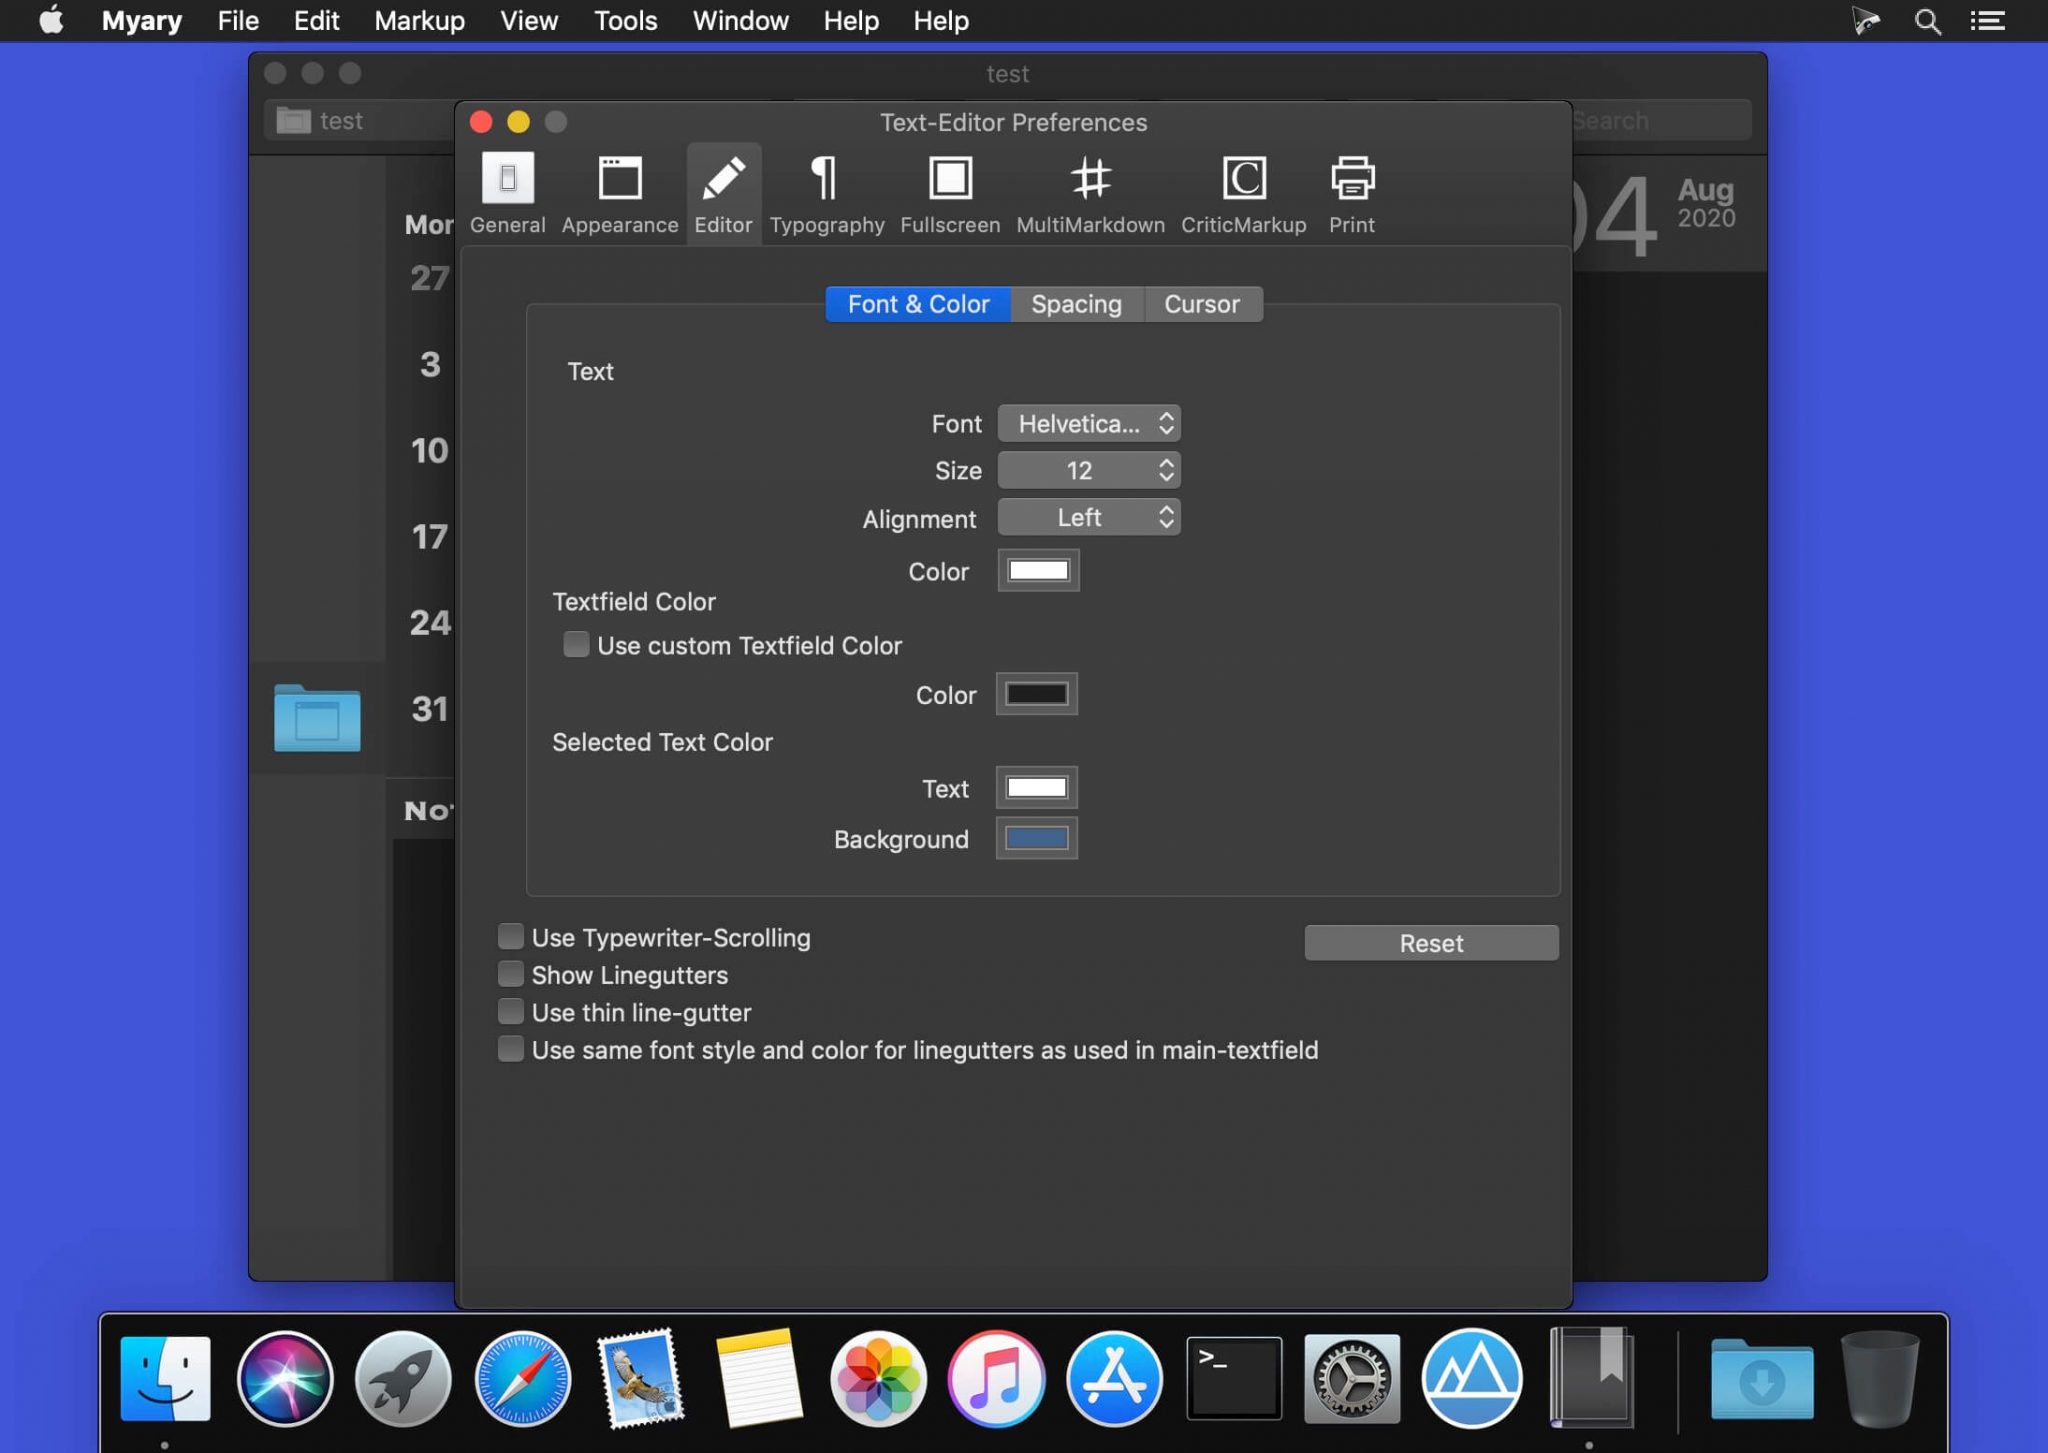 Myary File Edit Markup View Tools Window Help Help
test
test
Search
Text-Editor Preferences
General Appearance Editor Typography Fullscreen MultiMarkdown CriticMarkup Print
04 Aug
2020
Mon
27
3
10
17
24
31
Font & Color Spacing Cursor
Text
Font Helvetica...
Size 12
Alignment Left
Color
Textfield Color
Use custom Textfield Color
Color
Selected Text Color
Text
Background
Use Typewriter-Scrolling
Reset
Show Linegutters
Use thin line-gutter
Use same font style and color for linegutters as used in main-textfield
>_